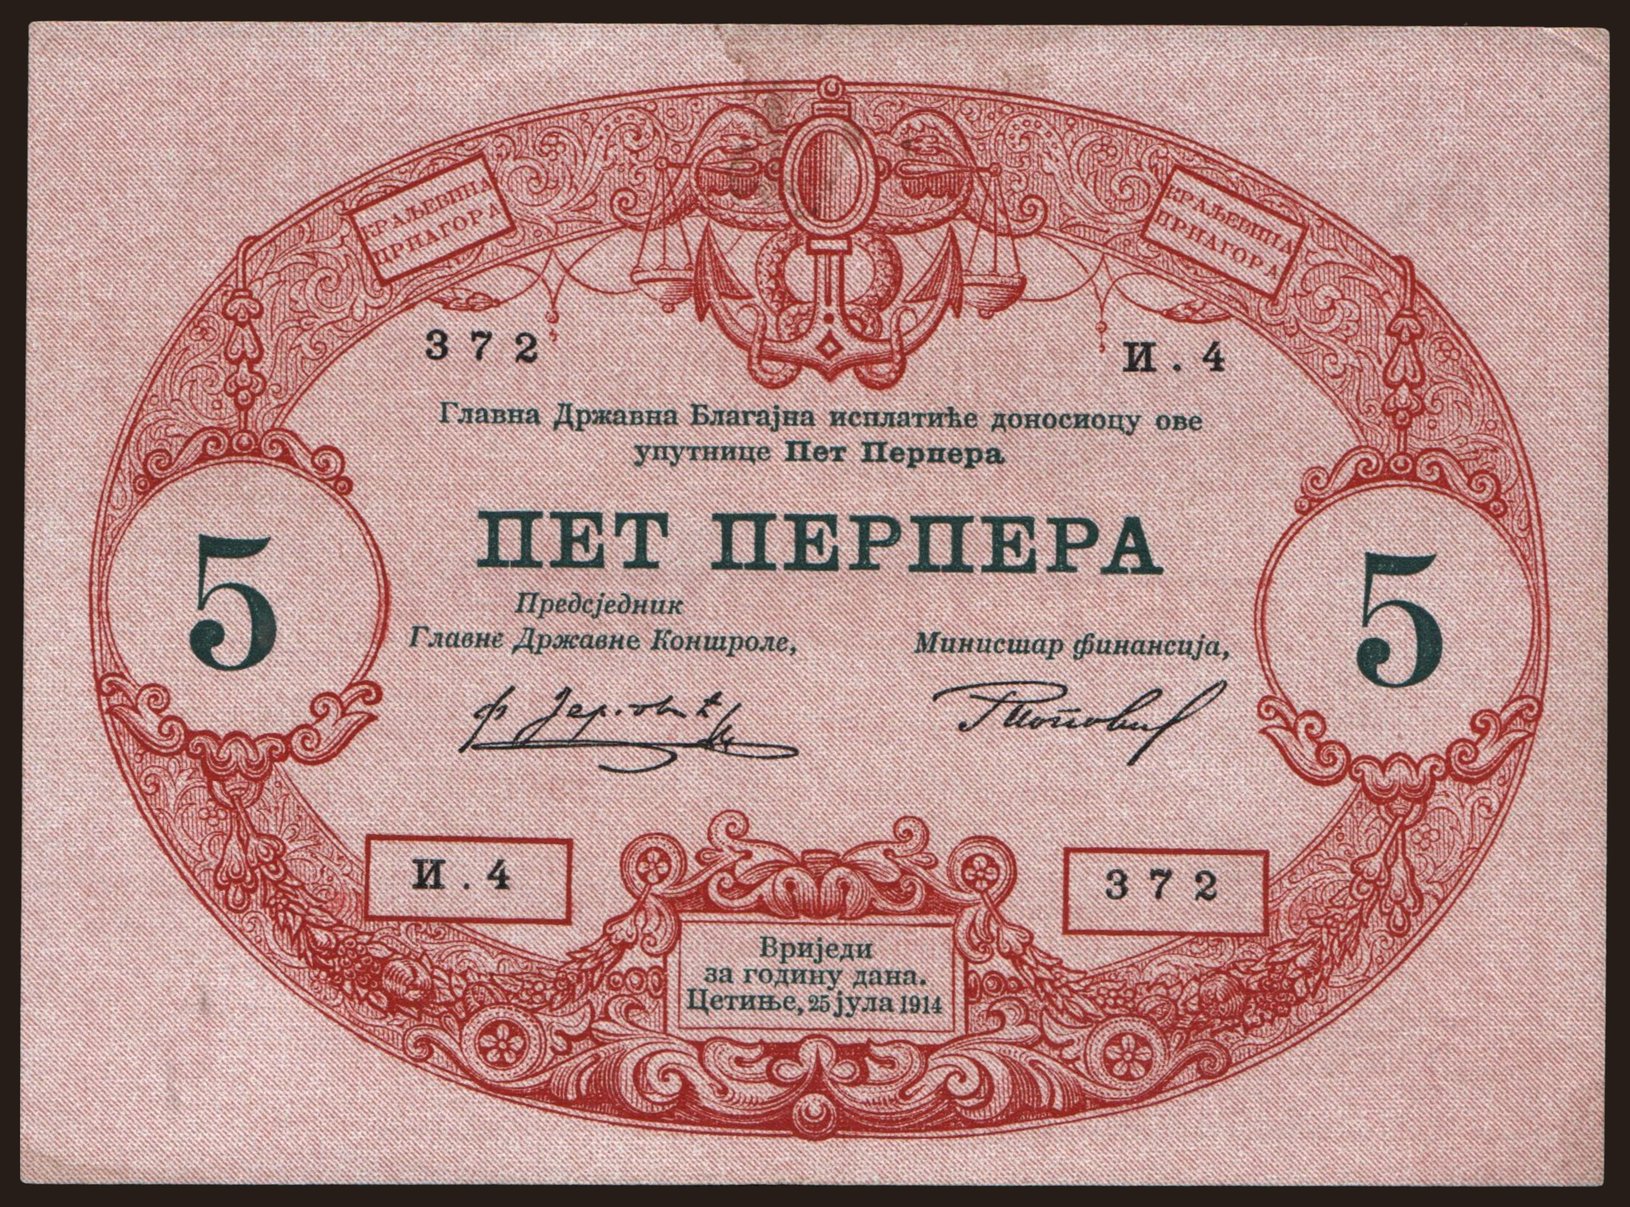 КРАЉЕВИНА
ЦРНАГОРА
КРАЉЕВИНА
ЦРНАГОРА
372
И. 4
Главна Државна Благајна исплатиће доносиоцу ове
упутнице Пет Перпера
ПЕТ ПЕРПЕРА
5
5
Предсједник
Главне Државне Контроле,
Министар финансија,
И. 4
372
Вриједи
за годину дана.
Цетиње, 25 јула 1914